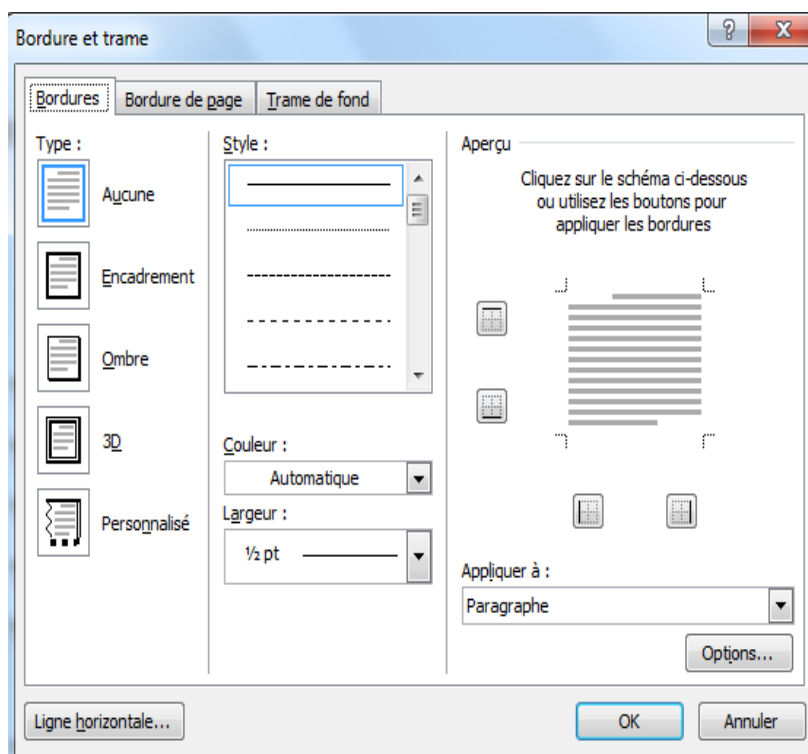 Bordure et trame
Bordures
Bordure de page
Trame de fond
Type :
Aucune
Encadrement
Ombre
3D
Personnalisé
Style :
Couleur :
Automatique
Largeur :
½ pt
Aperçu
Cliquez sur le schéma ci-dessous
ou utilisez les boutons pour
appliquer les bordures
Appliquer à :
Paragraphe
Options...
Ligne horizontale...
OK
Annuler